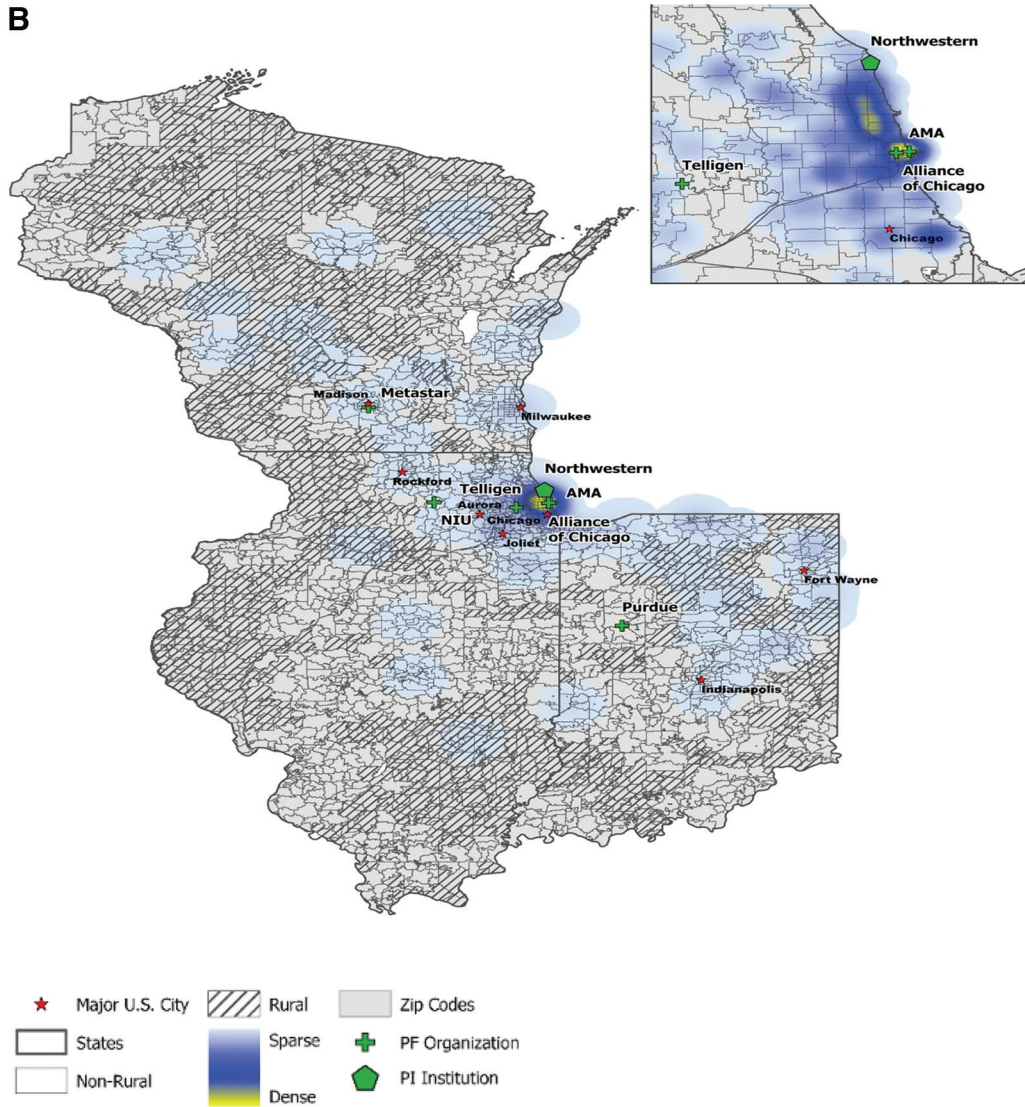 B
Northwestern
AMA
Telligen
Alliance
of Chicago
Chicago
Madison
Metastar
Milwaukee
Rockford
Northwestern
Telligen
AMA
Aurora
NIU
Chicago
Alliance
of Chicago
Joliet
Fort Wayne
Purdue
Indianapolis
Major U.S. City
Rural
Zip Codes
States
Sparse
PF Organization
Non-Rural
PI Institution
Dense